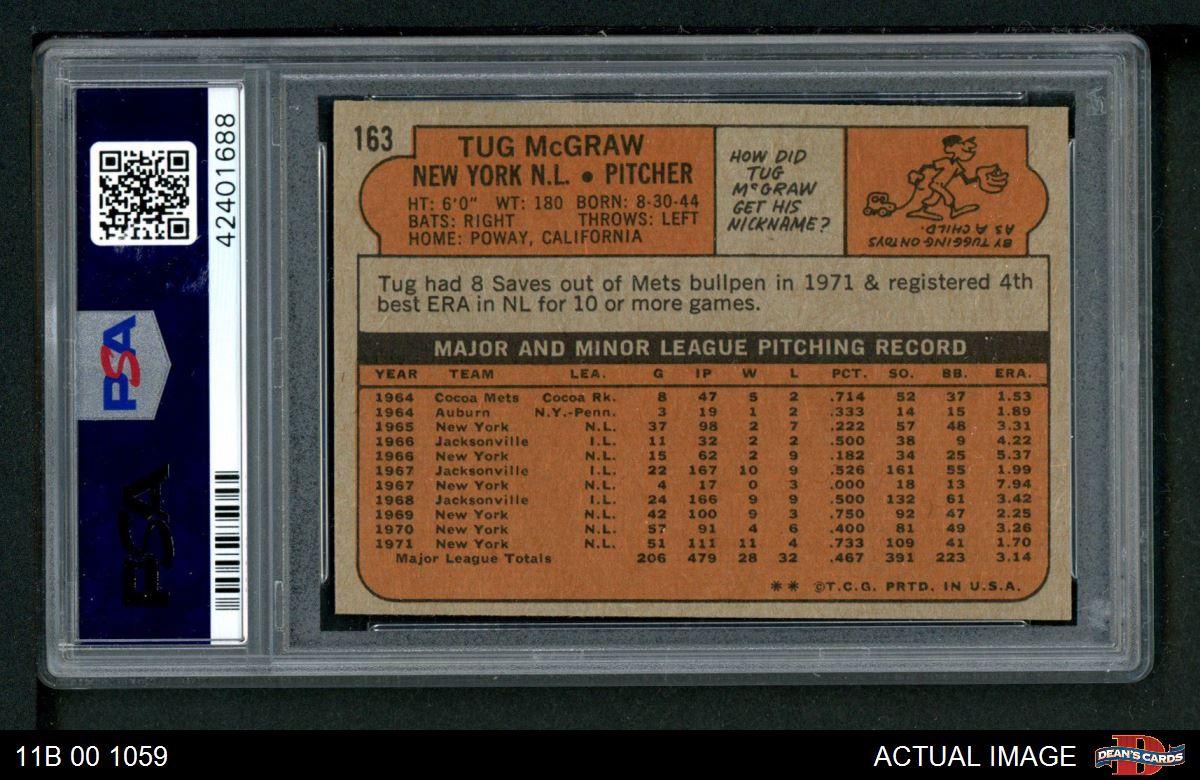 42401688
PSA
PSA
163
TUG McGRAW
NEW YORK N.L. • PITCHER
HT: 6'0" WT: 180 BORN: 8-30-44
BATS: RIGHT THROWS: LEFT
HOME: POWAY, CALIFORNIA
HOW DID
TUG
McGRAW
GET HIS
NICKNAME?
BY TUGGING ON TOYS
AS A CHILD.
Tug had 8 Saves out of Mets bullpen in 1971 & registered 4th
best ERA in NL for 10 or more games.
MAJOR AND MINOR LEAGUE PITCHING RECORD
YEAR TEAM LEA. G IP W L PCT. SO. BB. ERA.
1964 Cocoa Mets Cocoa Rk. 8 47 5 2 .714 52 37 1.53
1964 Auburn N.Y.-Penn. 3 19 1 2 .333 14 15 1.89
1965 New York N.L. 37 98 2 7 .222 57 48 3.31
1966 Jacksonville I.L. 11 32 2 2 .500 38 9 4.22
1966 New York N.L. 15 62 2 9 .182 34 25 5.37
1967 Jacksonville I.L. 22 167 10 9 .526 161 55 1.99
1967 New York N.L. 4 17 0 3 .000 18 13 7.94
1968 Jacksonville I.L. 24 166 9 9 .500 132 61 3.42
1969 New York N.L. 42 100 9 3 .750 92 47 2.25
1970 New York N.L. 57 91 4 6 .400 81 49 3.26
1971 New York N.L. 51 111 11 4 .733 109 41 1.70
Major League Totals 206 479 28 32 .467 391 223 3.14
** ©T.C.G. PRTD. IN U.S.A.
11B 00 1059
ACTUAL IMAGE
DEAN'S CARDS